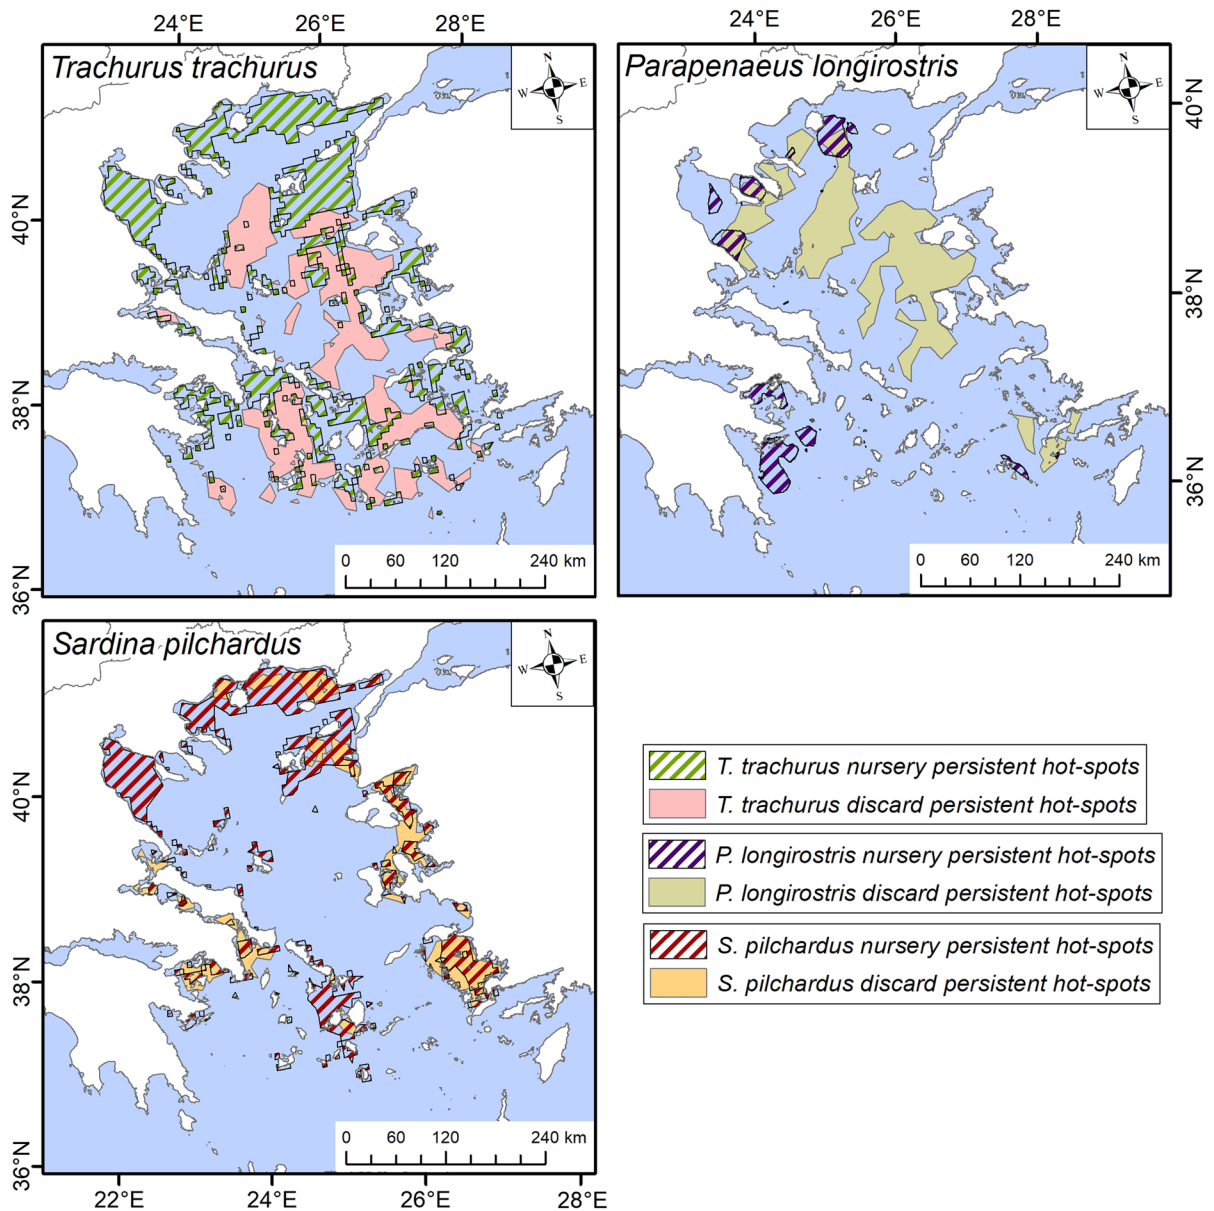 24°E 26°E 28°E
24°E 26°E 28°E
Trachurus trachurus
N
W E
S
Parapenaeus longirostris
N
W E
S
40°N
40°N
38°N
38°N
36°N
36°N
0 60 120 240 km
0 60 120 240 km
Sardina pilchardus
N
W E
S
40°N
38°N
36°N
0 60 120 240 km
22°E 24°E 26°E 28°E
T. trachurus nursery persistent hot-spots
T. trachurus discard persistent hot-spots
P. longirostris nursery persistent hot-spots
P. longirostris discard persistent hot-spots
S. pilchardus nursery persistent hot-spots
S. pilchardus discard persistent hot-spots